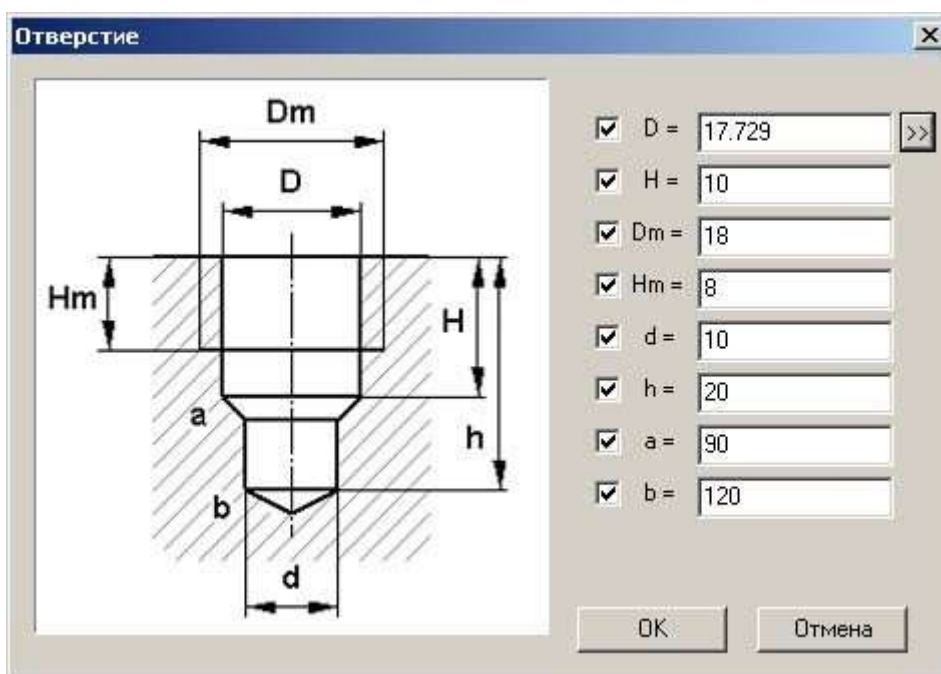 Отверстие
Dm
D
Hm
H
a
h
b
d
D = 17.729 >>
H = 10
Dm = 18
Hm = 8
d = 10
h = 20
a = 90
b = 120
OK Отмена